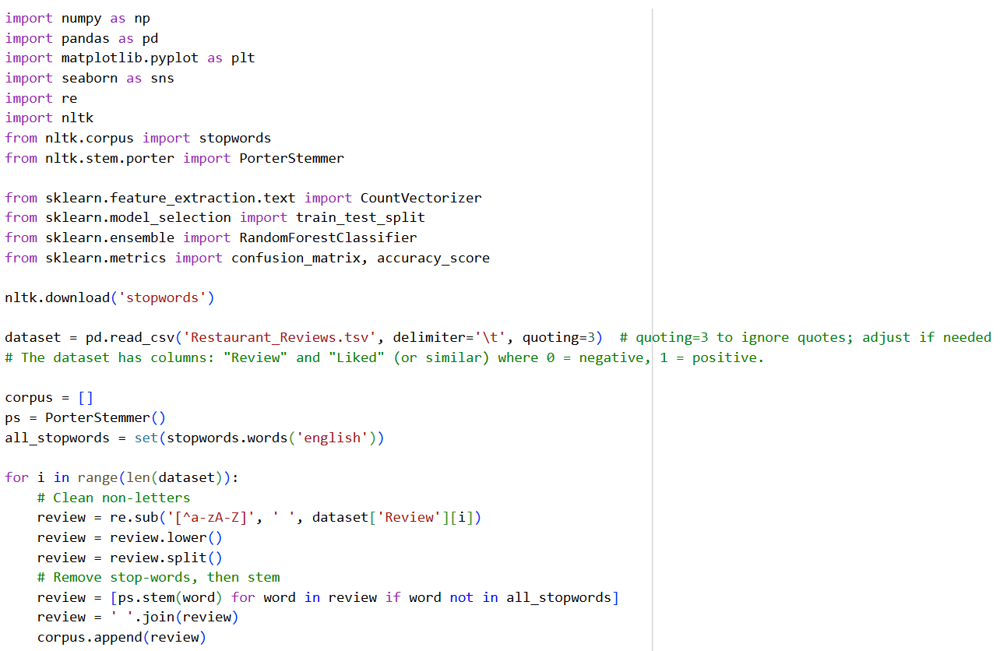 import numpy as np
import pandas as pd
import matplotlib.pyplot as plt
import seaborn as sns
import re
import nltk
from nltk.corpus import stopwords
from nltk.stem.porter import PorterStemmer

from sklearn.feature_extraction.text import CountVectorizer
from sklearn.model_selection import train_test_split
from sklearn.ensemble import RandomForestClassifier
from sklearn.metrics import confusion_matrix, accuracy_score

nltk.download('stopwords')

dataset = pd.read_csv('Restaurant_Reviews.tsv', delimiter='\t', quoting=3)  # quoting=3 to ignore quotes; adjust if needed
# The dataset has columns: "Review" and "Liked" (or similar) where 0 = negative, 1 = positive.

corpus = []
ps = PorterStemmer()
all_stopwords = set(stopwords.words('english'))

for i in range(len(dataset)):
    # Clean non-letters
    review = re.sub('[^a-zA-Z]', ' ', dataset['Review'][i])
    review = review.lower()
    review = review.split()
    # Remove stop-words, then stem
    review = [ps.stem(word) for word in review if word not in all_stopwords]
    review = ' '.join(review)
    corpus.append(review)